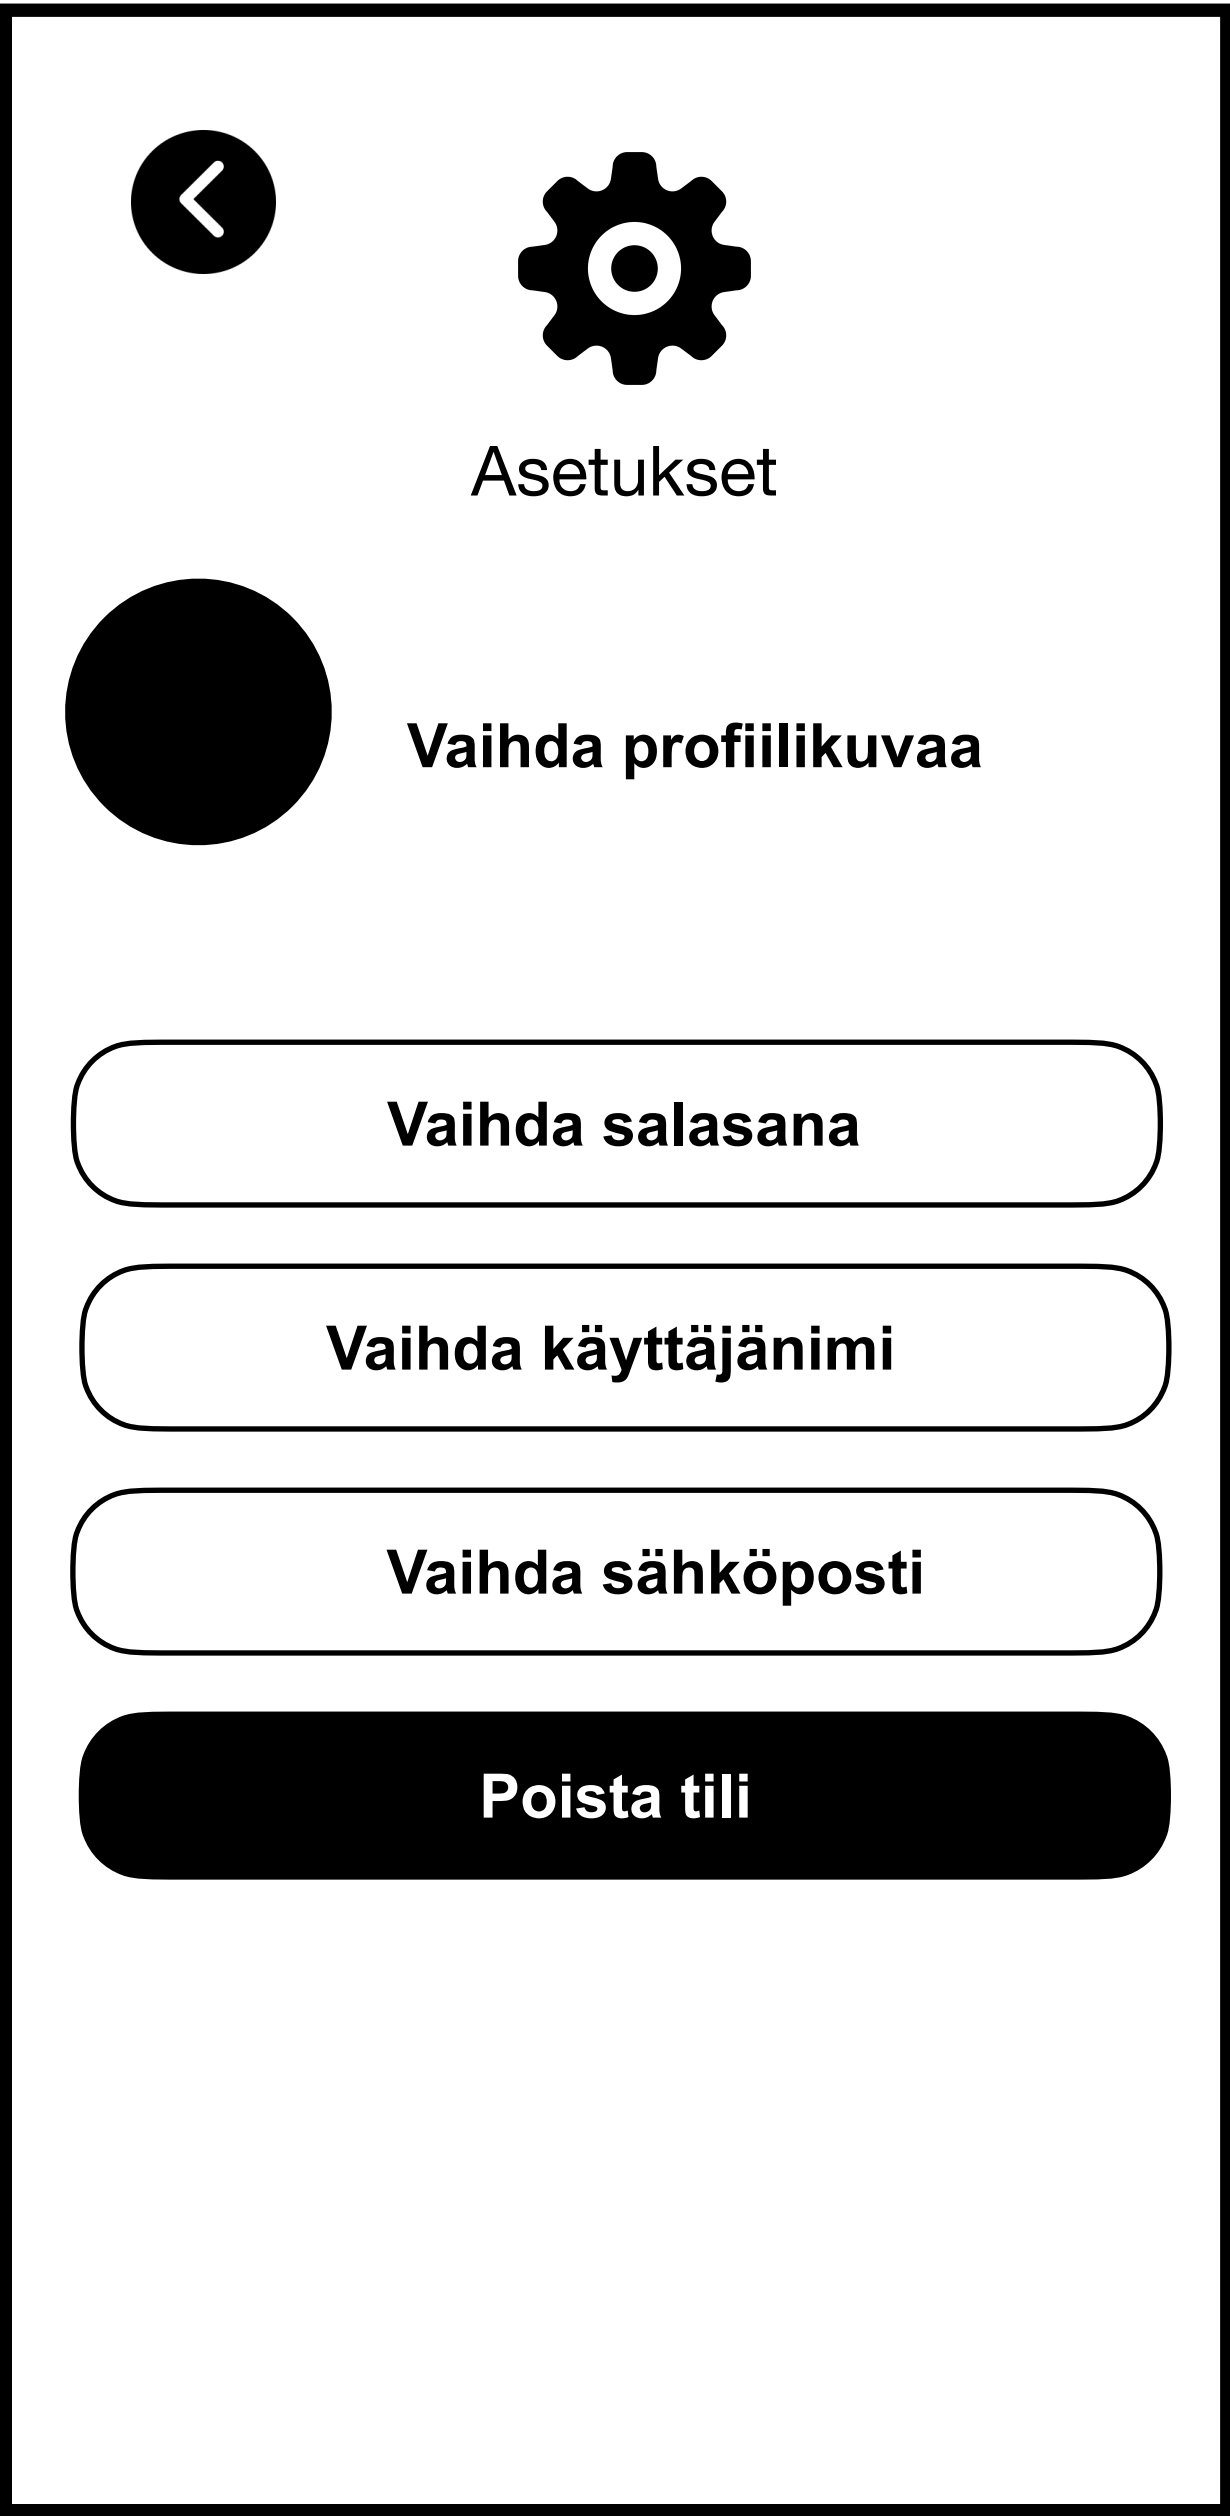 Asetukset
Vaihda profiilikuvaa
Vaihda salasana
Vaihda käyttäjänimi
Vaihda sähköposti
Poista tili